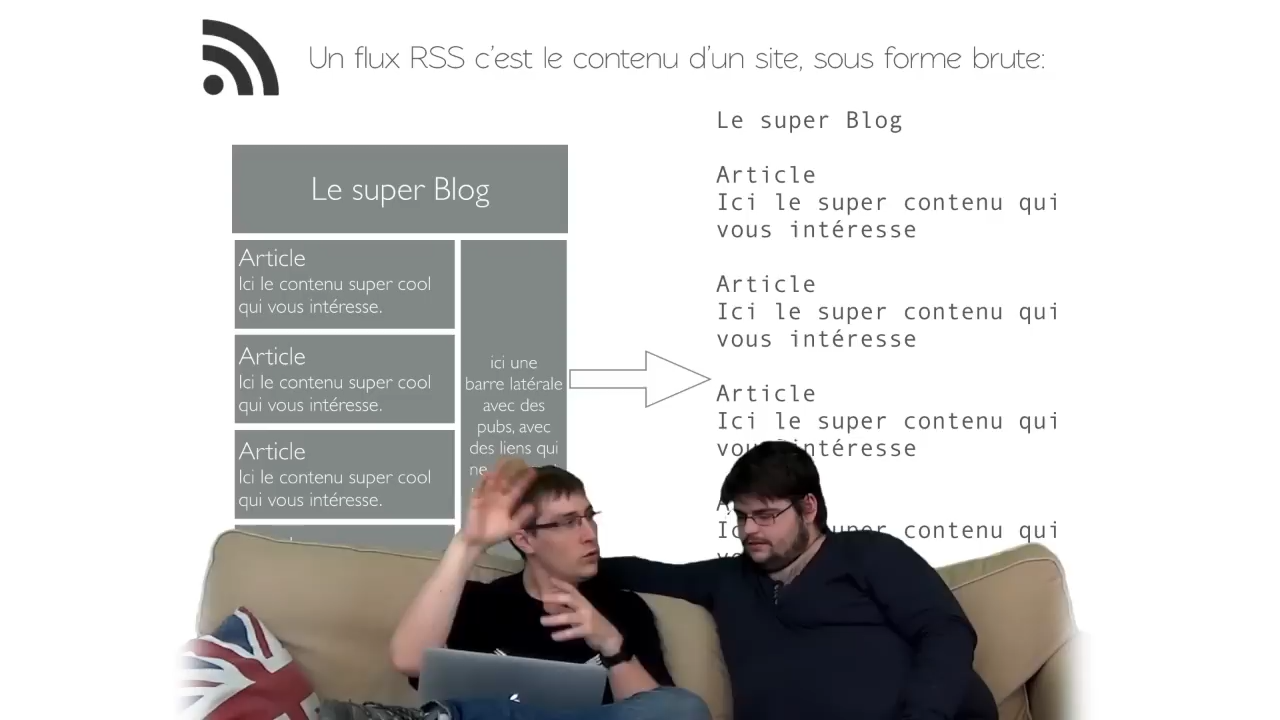 Un flux RSS c'est le contenu d'un site, sous forme brute:
Le super Blog
Article
Ici le contenu super cool
qui vous intéresse.
Article
Ici le contenu super cool
qui vous intéresse.
Article
Ici le contenu super cool
qui vous intéresse.
ici une
barre latérale
avec des
pubs, avec
des liens qui
ne
Le super Blog
Article
Ici le super contenu qui
vous intéresse
Article
Ici le super contenu qui
vous intéresse
Article
Ici le super contenu qui
vous intéresse
contenu qui